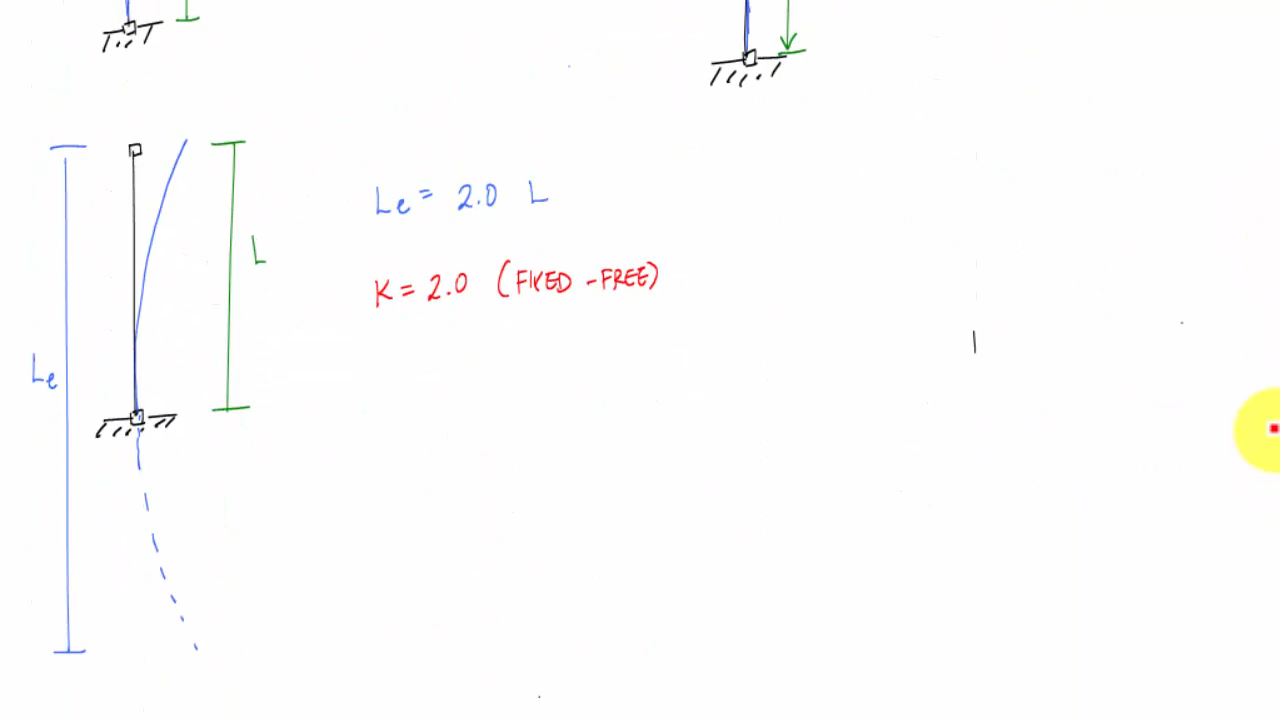 Le = 2.0 L
L
K = 2.0 (FIXED - FREE)
Le